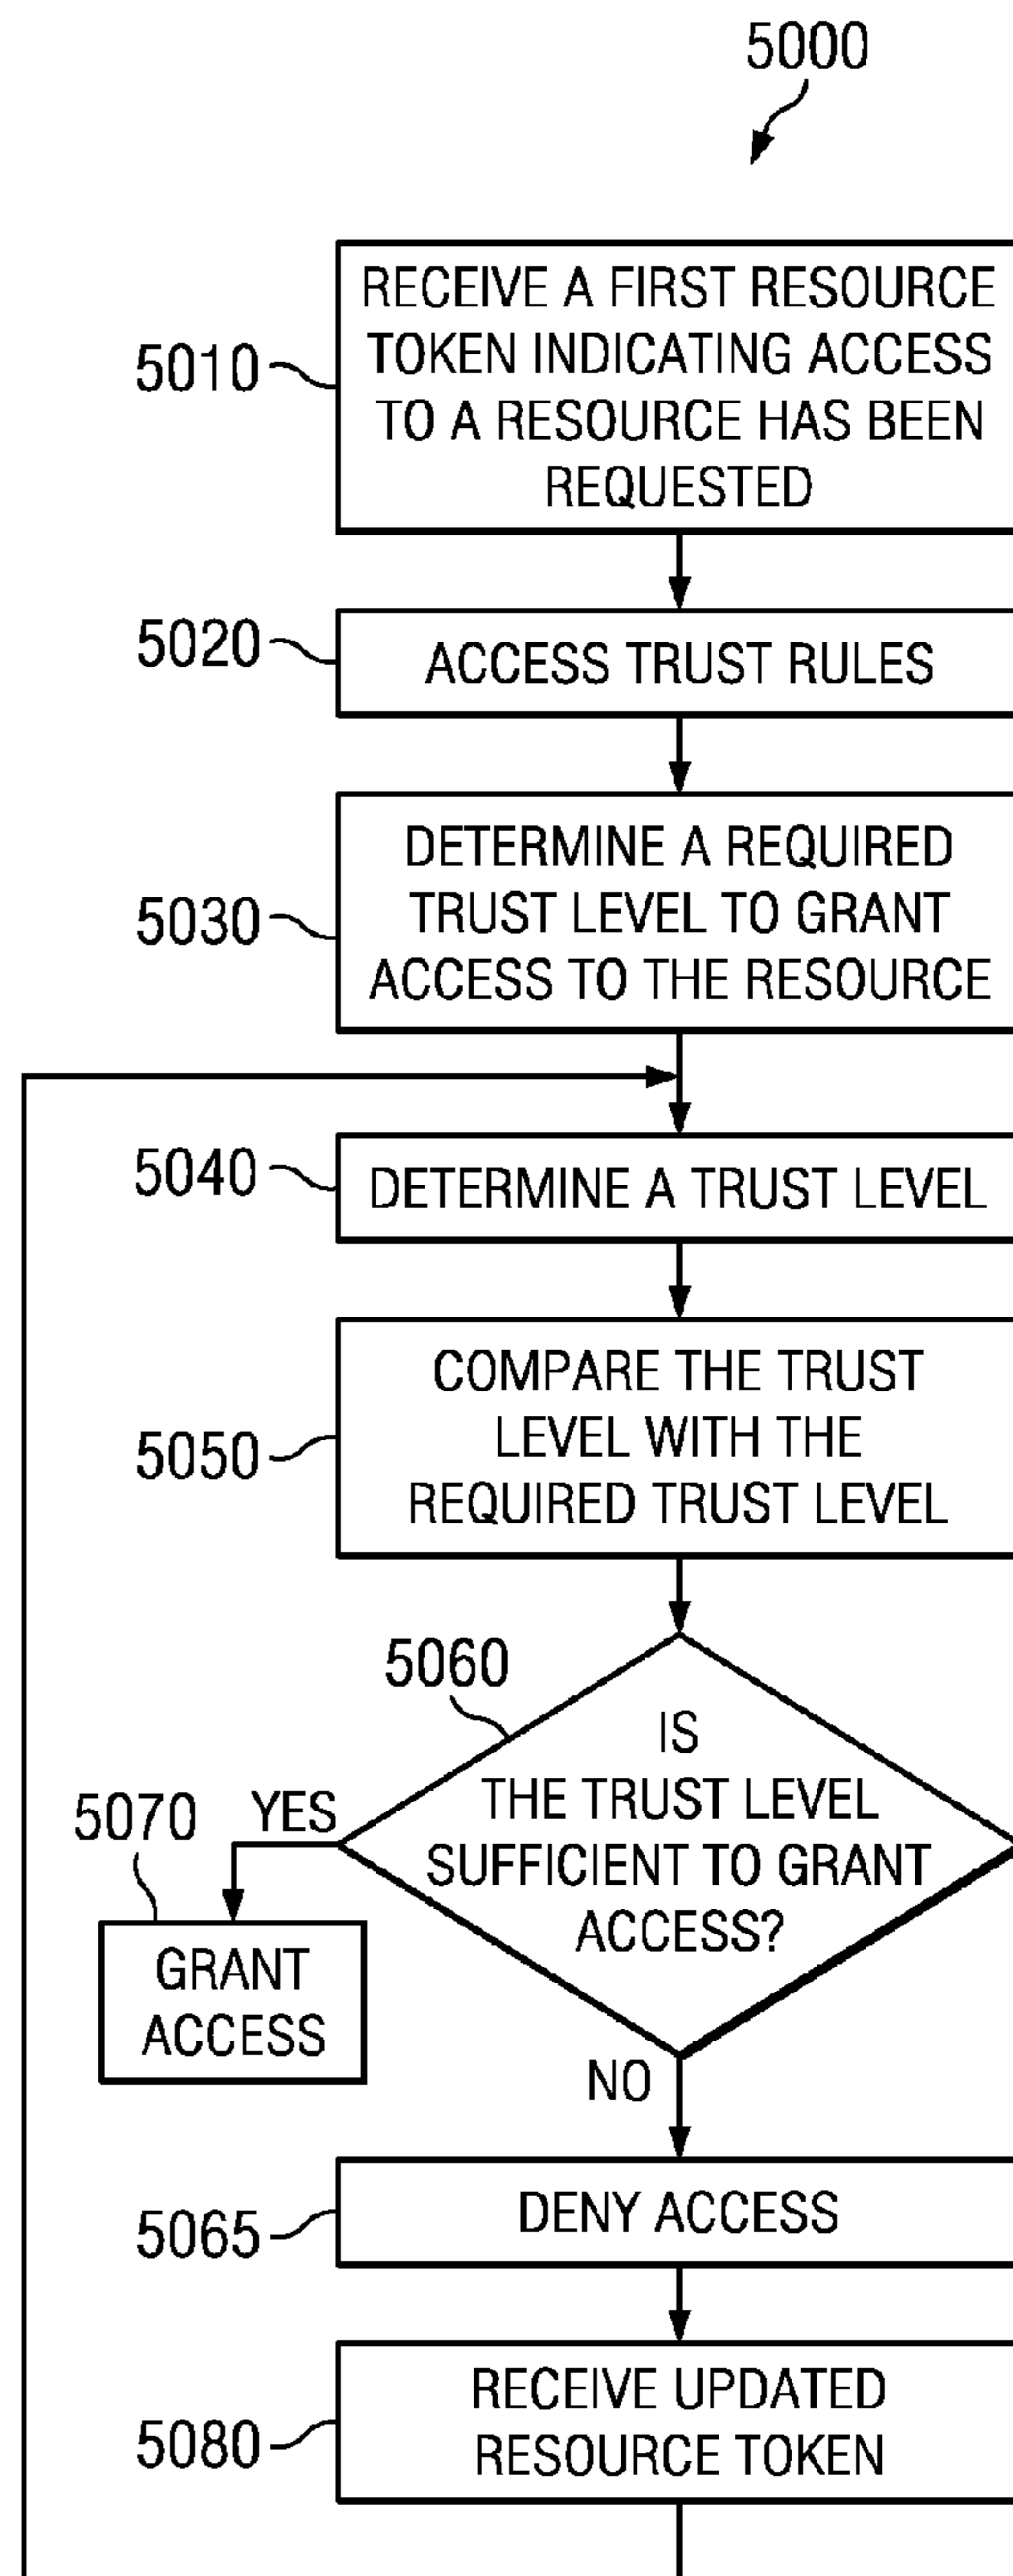 5000
5010
RECEIVE A FIRST RESOURCE
TOKEN INDICATING ACCESS
TO A RESOURCE HAS BEEN
REQUESTED
5020
ACCESS TRUST RULES
5030
DETERMINE A REQUIRED
TRUST LEVEL TO GRANT
ACCESS TO THE RESOURCE
5040
DETERMINE A TRUST LEVEL
5050
COMPARE THE TRUST
LEVEL WITH THE
REQUIRED TRUST LEVEL
5060
IS
THE TRUST LEVEL
SUFFICIENT TO GRANT
ACCESS?
YES
5070
GRANT
ACCESS
NO
5065
DENY ACCESS
5080
RECEIVE UPDATED
RESOURCE TOKEN